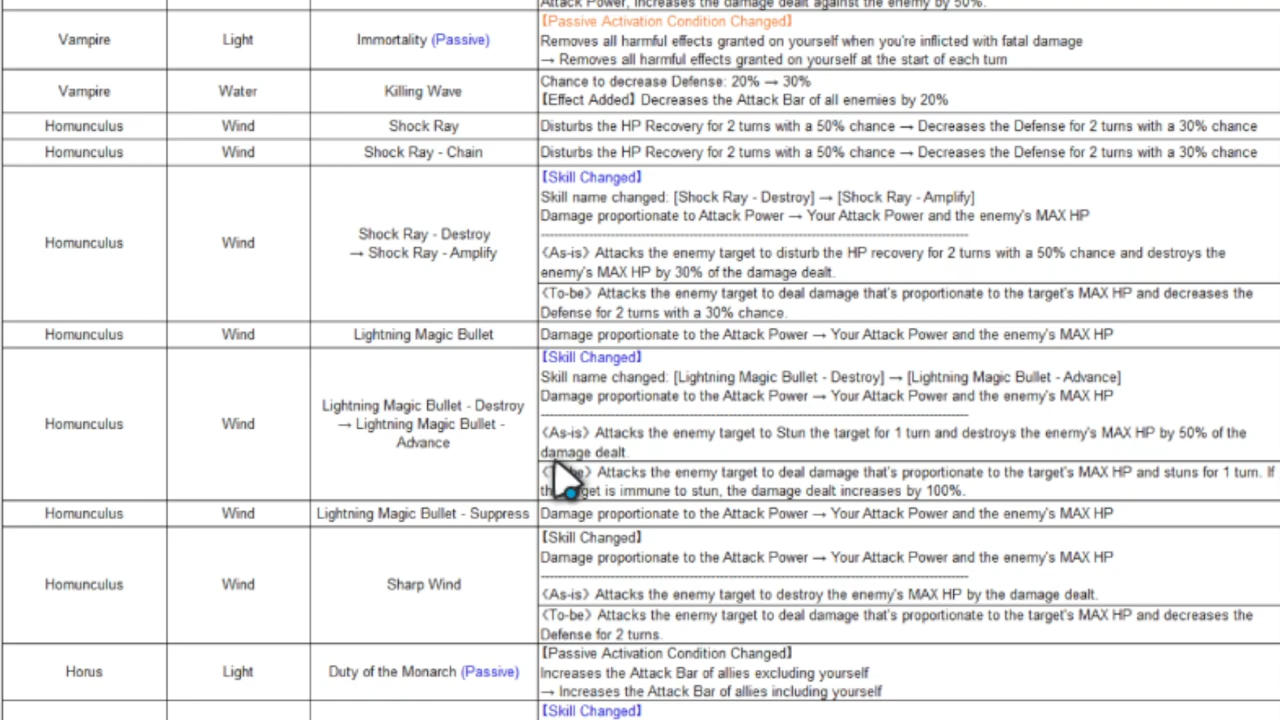 Attack Power, increases the damage dealt against the enemy by 50%.
Vampire
Light
Immortality (Passive)
【Passive Activation Condition Changed】
Removes all harmful effects granted on yourself when you're inflicted with fatal damage
→ Removes all harmful effects granted on yourself at the start of each turn
Vampire
Water
Killing Wave
Chance to decrease Defense: 20% → 30%
【Effect Added】 Decreases the Attack Bar of all enemies by 20%
Homunculus
Wind
Shock Ray
Disturbs the HP Recovery for 2 turns with a 50% chance → Decreases the Defense for 2 turns with a 30% chance
Homunculus
Wind
Shock Ray - Chain
Disturbs the HP Recovery for 2 turns with a 50% chance → Decreases the Defense for 2 turns with a 30% chance
Homunculus
Wind
Shock Ray - Destroy
→ Shock Ray - Amplify
【Skill Changed】
Skill name changed: [Shock Ray - Destroy] → [Shock Ray - Amplify]
Damage proportionate to Attack Power → Your Attack Power and the enemy's MAX HP
〈As-is〉 Attacks the enemy target to disturb the HP recovery for 2 turns with a 50% chance and destroys the
enemy's MAX HP by 30% of the damage dealt.
〈To-be〉 Attacks the enemy target to deal damage that's proportionate to the target's MAX HP and decreases the
Defense for 2 turns with a 30% chance.
Homunculus
Wind
Lightning Magic Bullet
Damage proportionate to the Attack Power → Your Attack Power and the enemy's MAX HP
Homunculus
Wind
Lightning Magic Bullet - Destroy
→ Lightning Magic Bullet -
Advance
【Skill Changed】
Skill name changed: [Lightning Magic Bullet - Destroy] → [Lightning Magic Bullet - Advance]
Damage proportionate to the Attack Power → Your Attack Power and the enemy's MAX HP
〈As-is〉 Attacks the enemy target to Stun the target for 1 turn and destroys the enemy's MAX HP by 50% of the
damage dealt.
Attacks the enemy target to deal damage that's proportionate to the target's MAX HP and stuns for 1 turn. If
is immune to stun, the damage dealt increases by 100%.
Homunculus
Wind
Lightning Magic Bullet - Suppress
Damage proportionate to the Attack Power → Your Attack Power and the enemy's MAX HP
Homunculus
Wind
Sharp Wind
【Skill Changed】
Damage proportionate to the Attack Power → Your Attack Power and the enemy's MAX HP
〈As-is〉 Attacks the enemy target to destroy the enemy's MAX HP by the damage dealt.
〈To-be〉 Attacks the enemy target to deal damage that's proportionate to the target's MAX HP and decreases the
Defense for 2 turns.
Horus
Light
Duty of the Monarch (Passive)
【Passive Activation Condition Changed】
Increases the Attack Bar of allies excluding yourself
→ Increases the Attack Bar of allies including yourself
【Skill Changed】